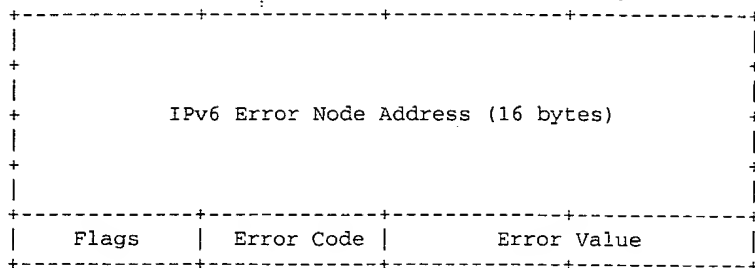 IPv6 Error Node Address (16 bytes)
| Flags | Error Code | Error Value |